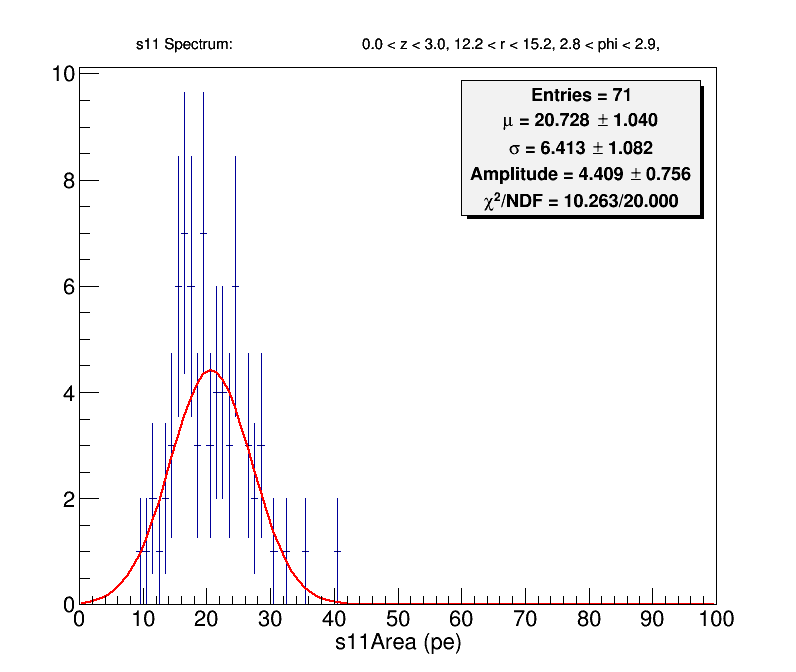 s11 Spectrum: 0.0 < z < 3.0, 12.2 < r < 15.2, 2.8 < phi < 2.9,
Entries = 71
μ = 20.728 ± 1.040
σ = 6.413 ± 1.082
Amplitude = 4.409 ± 0.756
χ²/NDF = 10.263/20.000
10
8
6
4
2
0
0 10 20 30 40 50 60 70 80 90 100
s11Area (pe)